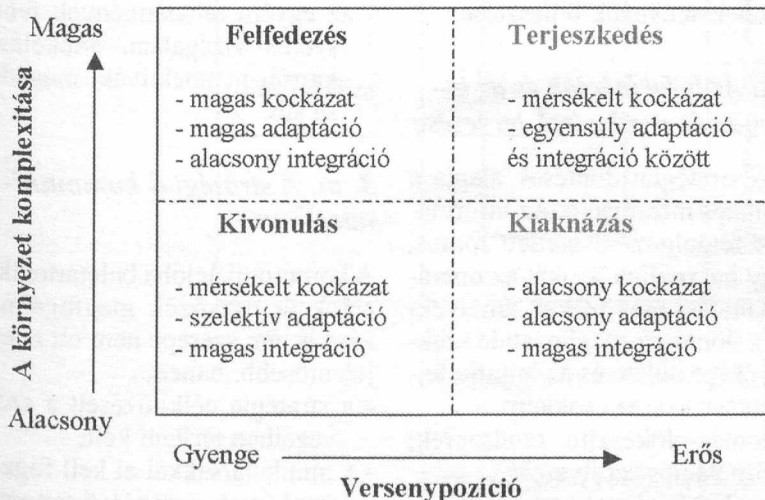 Magas
Felfedezés
- magas kockázat
- magas adaptáció
- alacsony integráció
Terjeszkedés
- mérsékelt kockázat
- egyensúly adaptáció
és integráció között
A környezet komplexitása
Kivonulás
- mérsékelt kockázat
- szelektív adaptáció
- magas integráció
Kiaknázás
- alacsony kockázat
- alacsony adaptáció
- magas integráció
Alacsony
Gyenge
Erős
Versenypozíció